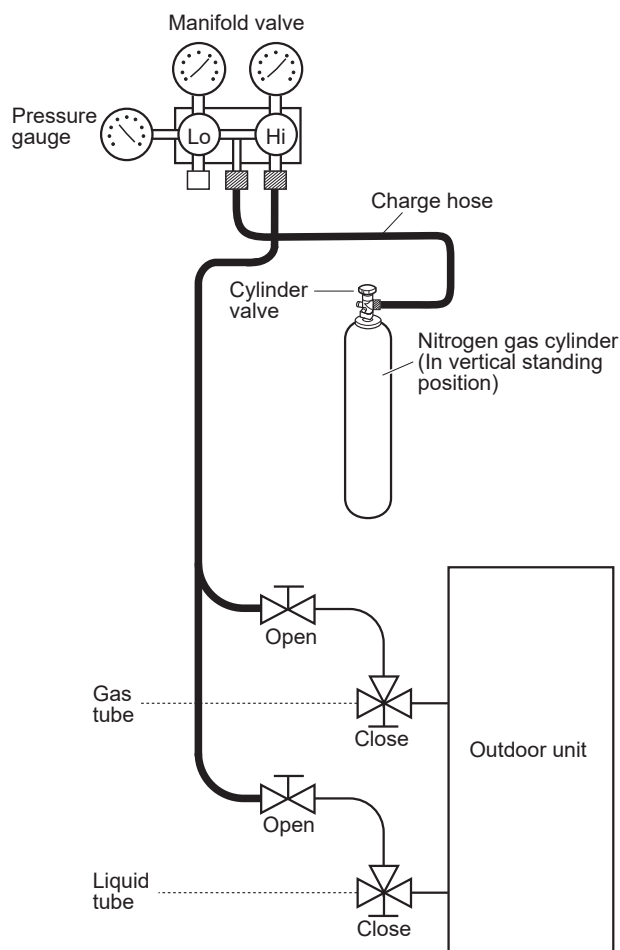 Manifold valve
Pressure
gauge
Lo
Hi
Charge hose
Cylinder
valve
Nitrogen gas cylinder
(In vertical standing
position)
Open
Gas
tube
Close
Outdoor unit
Open
Liquid
tube
Close